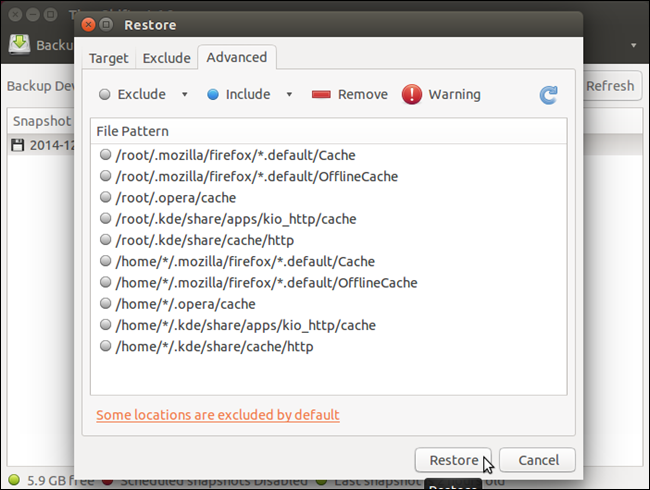 Restore
Backu
Target Exclude Advanced
Backup Dev
Refresh
Exclude Include Remove Warning
Snapshot
File Pattern
2014-12
/root/.mozilla/firefox/*.default/Cache
/root/.mozilla/firefox/*.default/OfflineCache
/root/.opera/cache
/root/.kde/share/apps/kio_http/cache
/root/.kde/share/cache/http
/home/*/.mozilla/firefox/*.default/Cache
/home/*/.mozilla/firefox/*.default/OfflineCache
/home/*/.opera/cache
/home/*/.kde/share/apps/kio_http/cache
/home/*/.kde/share/cache/http
Some locations are excluded by default
Restore Cancel
5.9 GB free Scheduled snapshots Disabled Last snapshot old
Restore